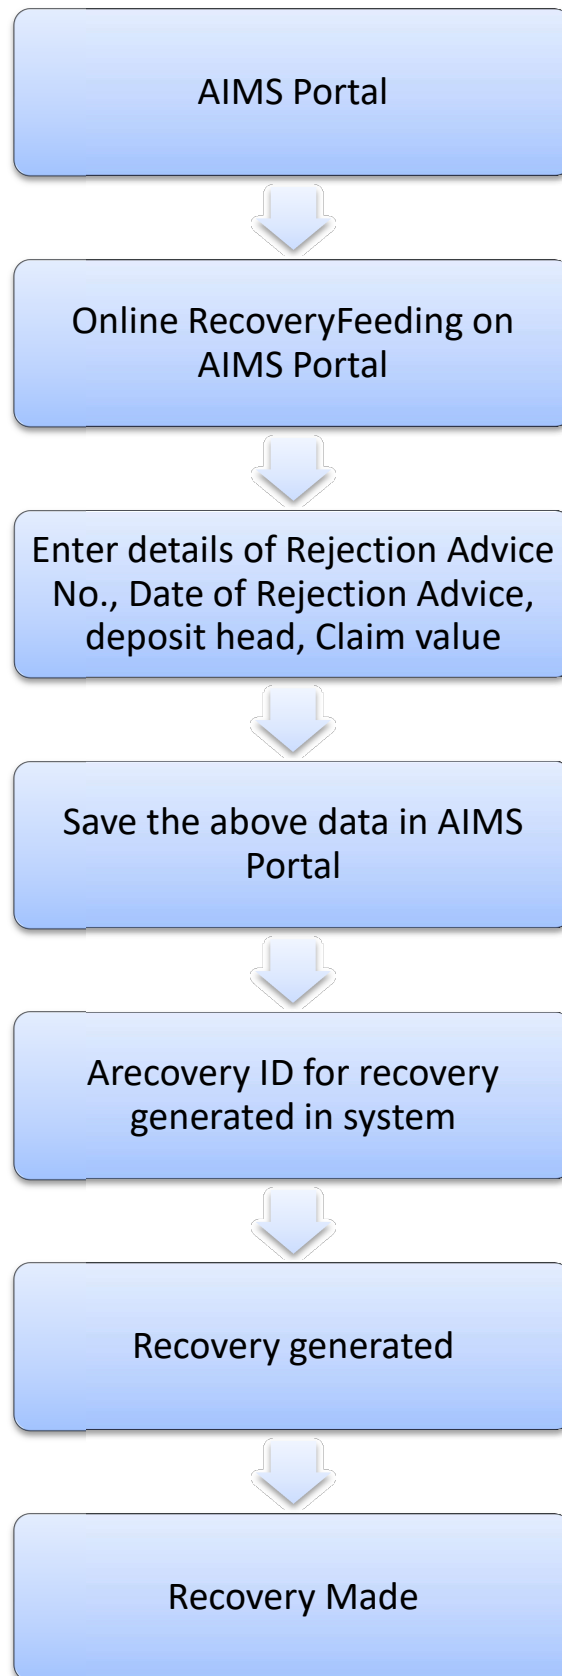 AIMS Portal
Online RecoveryFeeding on
AIMS Portal
Enter details of Rejection Advice
No., Date of Rejection Advice,
deposit head, Claim value
Save the above data in AIMS
Portal
Arecovery ID for recovery
generated in system
Recovery generated
Recovery Made